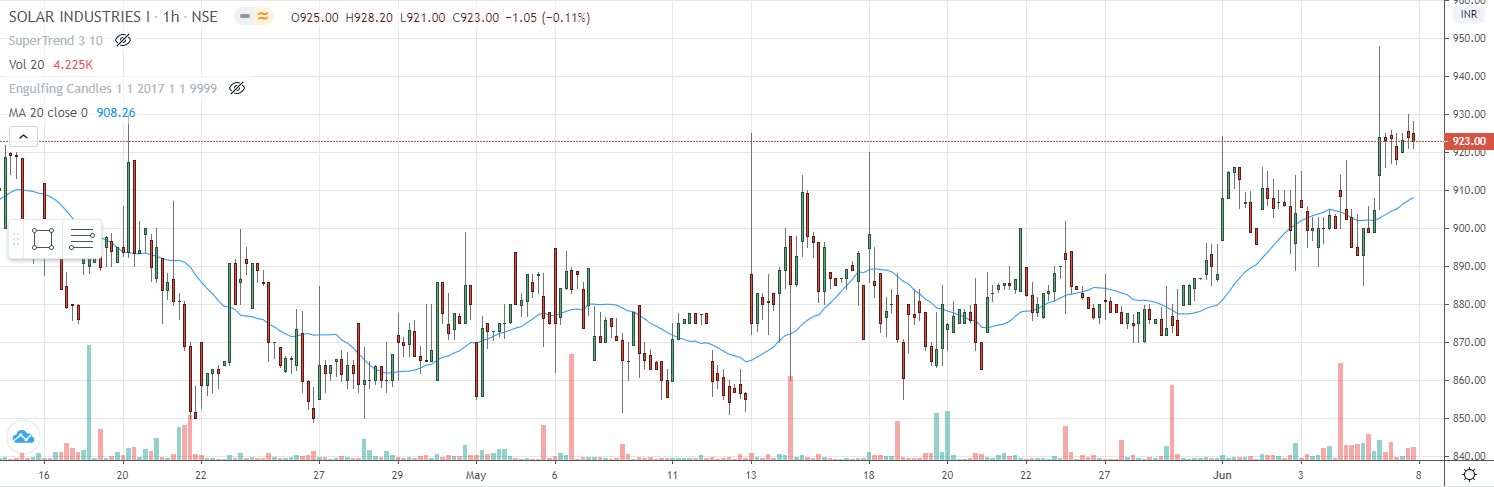 SOLAR INDUSTRIES I · 1h · NSE O925.00 H928.20 L921.00 C923.00 −1.05 (−0.11%)
SuperTrend 3 10
Vol 20 4.225K
Engulfing Candles 1 1 2017 1 1 9999
MA 20 close 0 908.26
960.00
INR
950.00
940.00
930.00
923.00
920.00
910.00
900.00
890.00
880.00
870.00
860.00
850.00
840.00
16 20 22 27 29 May 6 11 13 18 20 22 27 Jun 3 8